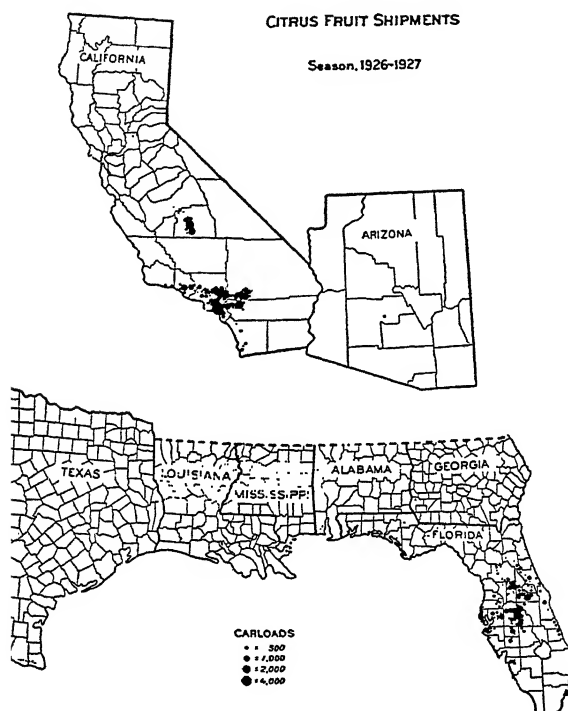 CITRUS FRUIT SHIPMENTS
Season, 1926-1927
CALIFORNIA
ARIZONA
TEXAS
LOUISIANA
MISSISSIPPI
ALABAMA
GEORGIA
FLORIDA
CARLOADS
• = 500
• = 1,000
• = 2,000
• = 4,000